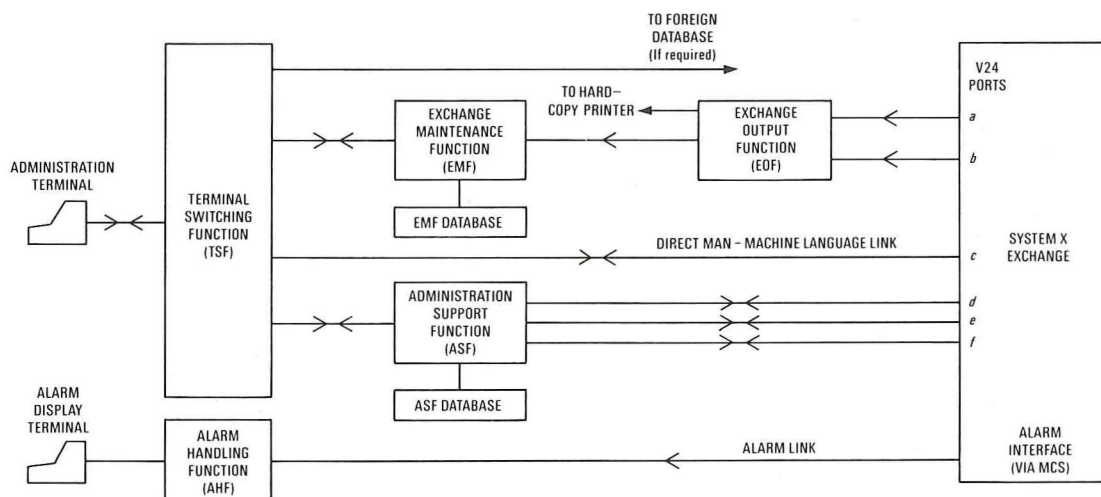 TO FOREIGN
DATABASE
(If required)
V24
PORTS
TO HARD–
COPY PRINTER
EXCHANGE
MAINTENANCE
FUNCTION
(EMF)
EXCHANGE
OUTPUT
FUNCTION
(EOF)
a
b
ADMINISTRATION
TERMINAL
TERMINAL
SWITCHING
FUNCTION
(TSF)
EMF DATABASE
DIRECT MAN – MACHINE LANGUAGE LINK
c
SYSTEM X
EXCHANGE
ADMINISTRATION
SUPPORT
FUNCTION
(ASF)
d
e
f
ASF DATABASE
ALARM
DISPLAY
TERMINAL
ALARM
HANDLING
FUNCTION
(AHF)
ALARM LINK
ALARM
INTERFACE
(VIA MCS)